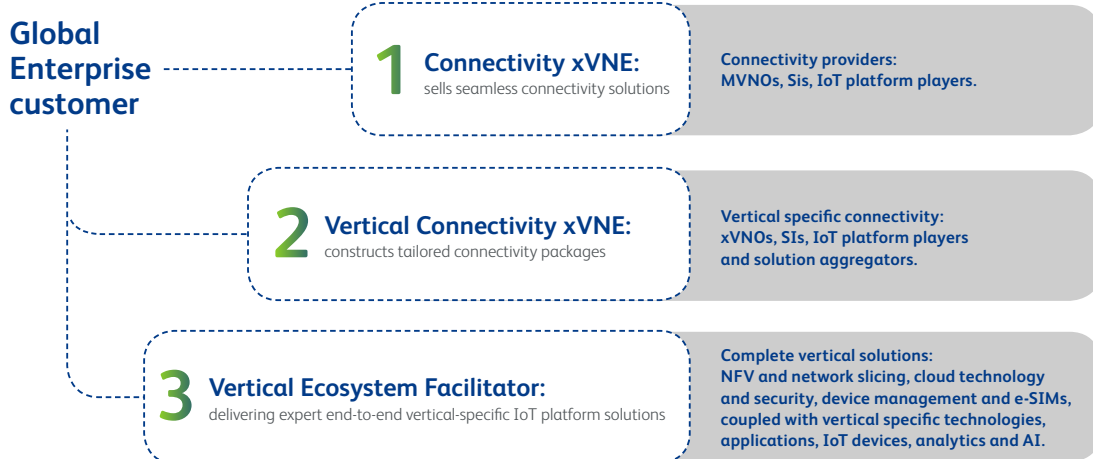 Global
Enterprise
customer
1
Connectivity xVNE:
sells seamless connectivity solutions
Connectivity providers:
MVNOs, Sis, IoT platform players.
2
Vertical Connectivity xVNE:
constructs tailored connectivity packages
Vertical specific connectivity:
xVNOs, SIs, IoT platform players
and solution aggregators.
3
Vertical Ecosystem Facilitator:
delivering expert end-to-end vertical-specific IoT platform solutions
Complete vertical solutions:
NFV and network slicing, cloud technology
and security, device management and e-SIMs,
coupled with vertical specific technologies,
applications, IoT devices, analytics and AI.